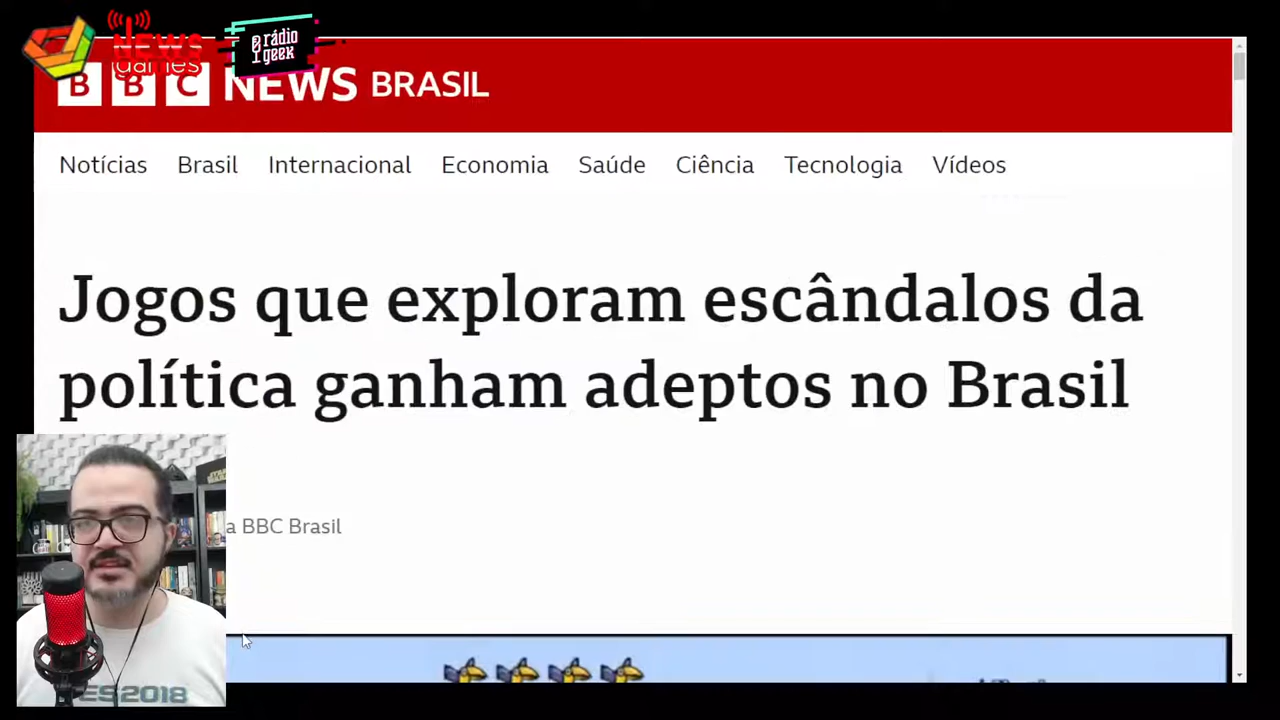 NEWS
games
rádio
geek
BBC NEWS BRASIL
Notícias Brasil Internacional Economia Saúde Ciência Tecnologia Vídeos
Jogos que exploram escândalos da
política ganham adeptos no Brasil
a BBC Brasil
ES2018